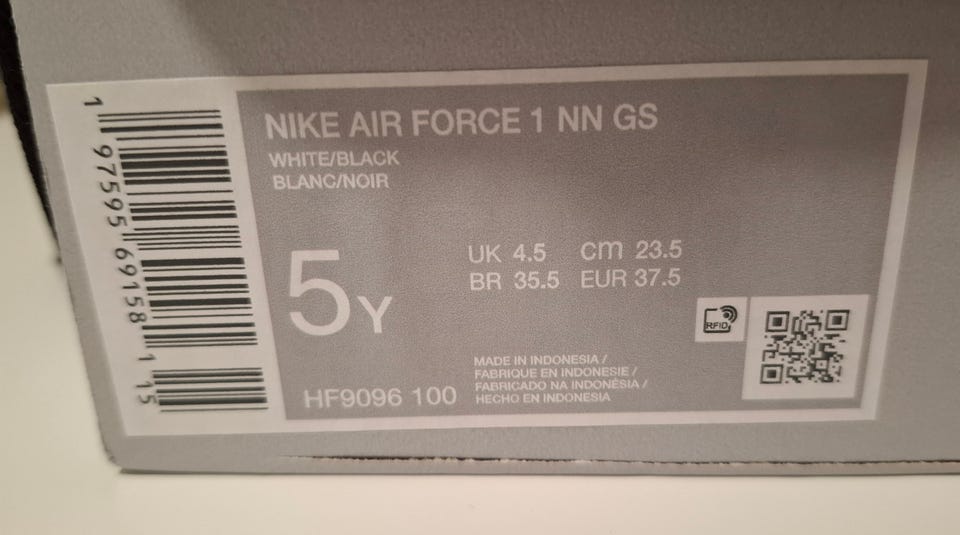 1 97595 69158 1 15
NIKE AIR FORCE 1 NN GS
WHITE/BLACK
BLANC/NOIR
5Y
UK 4.5 CM 23.5
BR 35.5 EUR 37.5
RFID
MADE IN INDONESIA /
FABRIQUE EN INDONESIE /
FABRICADO NA INDONÉSIA /
HECHO EN INDONESIA
HF9096 100